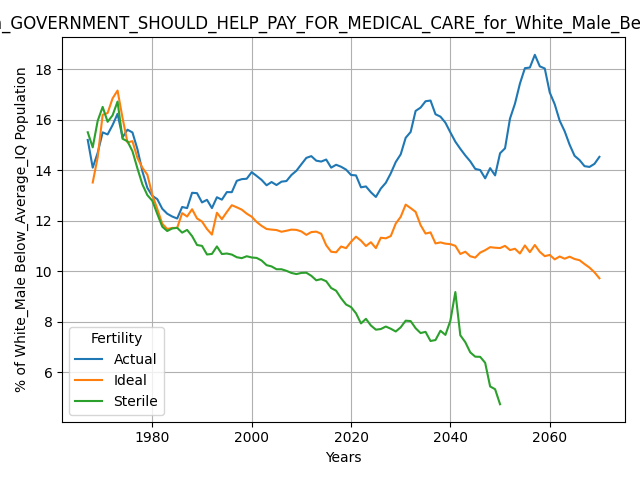 GOVERNMENT_SHOULD_HELP_PAY_FOR_MEDICAL_CARE_for_White_Male_Be
% of White_Male Below_Average_IQ Population
18
16
14
12
10
8
6
Fertility
Actual
Ideal
Sterile
1980
2000
2020
2040
2060
Years